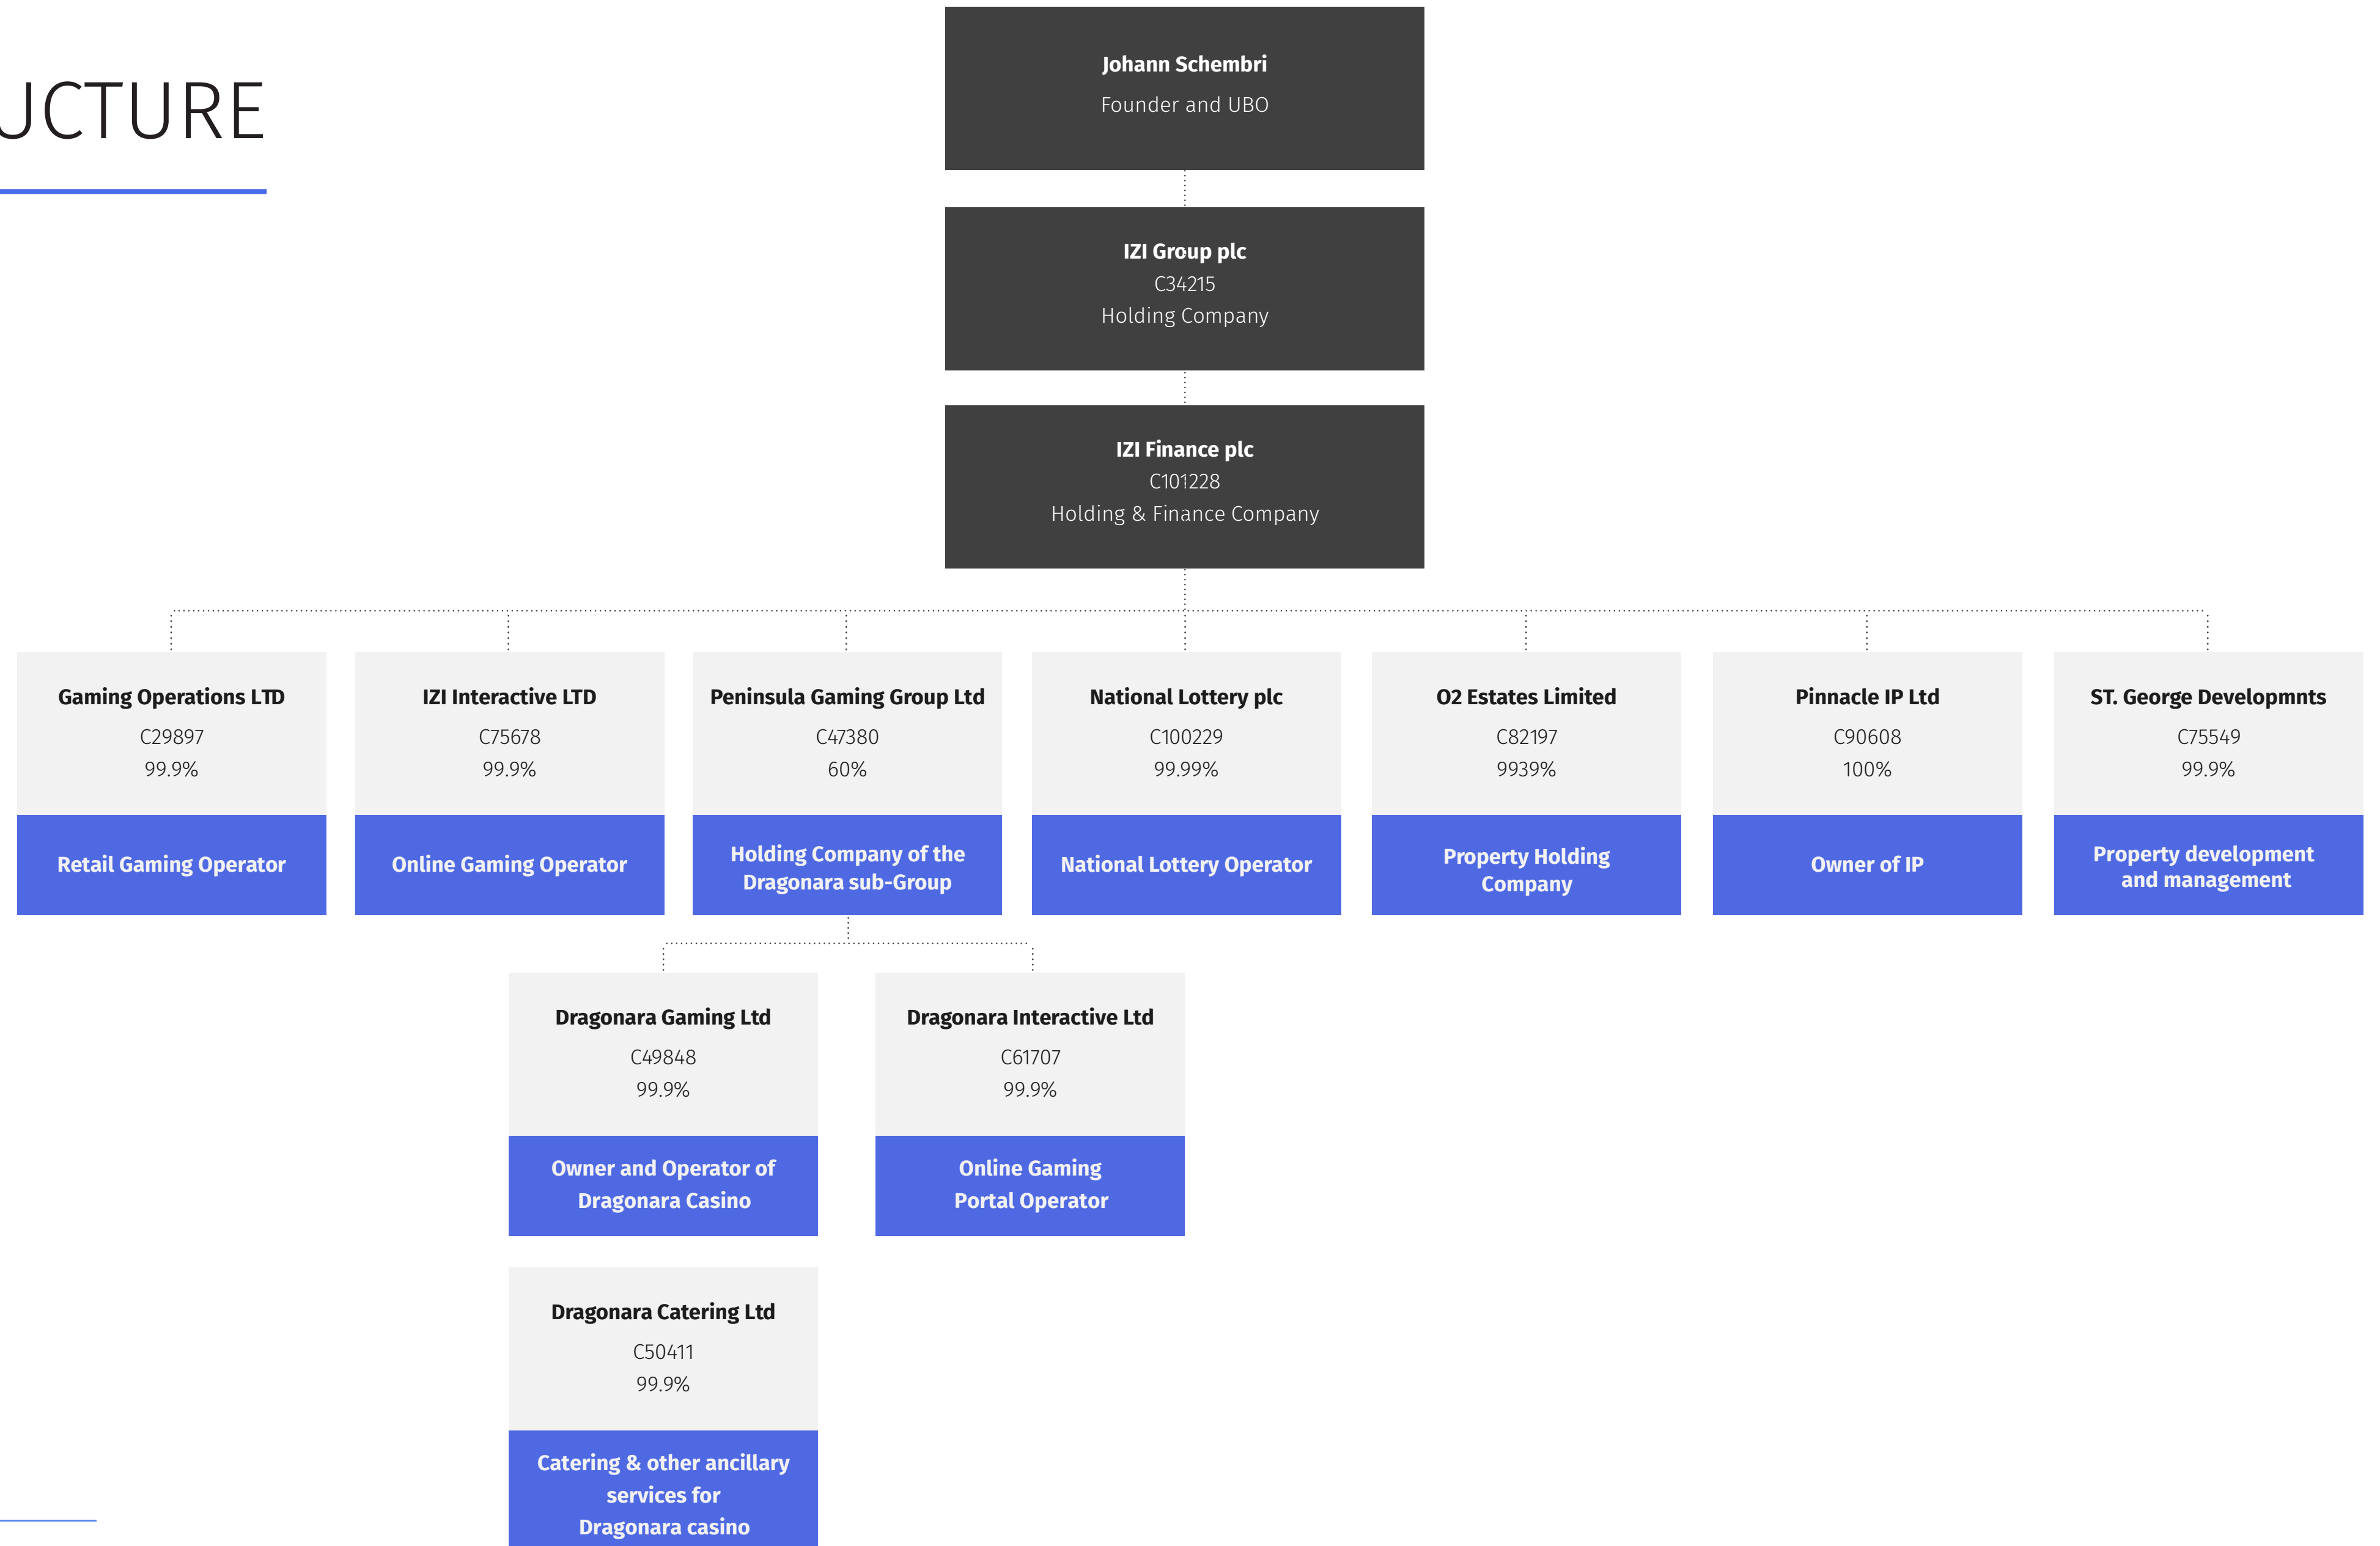 UCTURE
Johann Schembri
Founder and UBO
IZI Group plc
C34215
Holding Company
IZI Finance plc
C101228
Holding & Finance Company
Gaming Operations LTD
C29897
99.9%
Retail Gaming Operator
IZI Interactive LTD
C75678
99.9%
Online Gaming Operator
Peninsula Gaming Group Ltd
C47380
60%
Holding Company of the
Dragonara sub-Group
National Lottery plc
C100229
99.99%
National Lottery Operator
O2 Estates Limited
C82197
9939%
Property Holding
Company
Pinnacle IP Ltd
C90608
100%
Owner of IP
ST. George Developmnts
C75549
99.9%
Property development
and management
Dragonara Gaming Ltd
C49848
99.9%
Owner and Operator of
Dragonara Casino
Dragonara Interactive Ltd
C61707
99.9%
Online Gaming
Portal Operator
Dragonara Catering Ltd
C50411
99.9%
Catering & other ancillary
services for
Dragonara casino